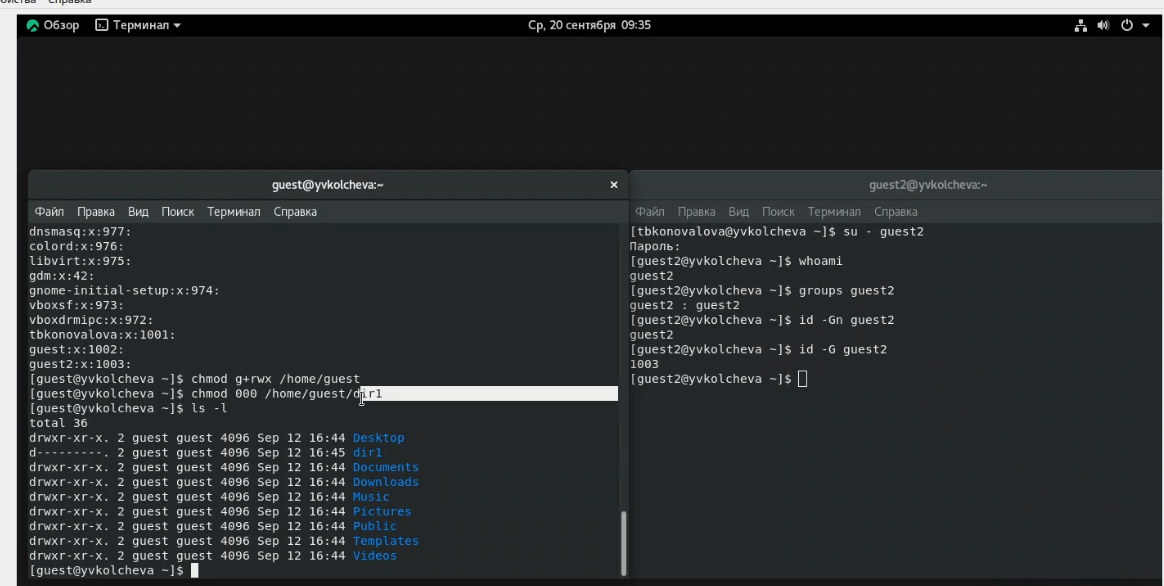 Справка
Обзор Терминал Ср, 20 сентября 09:35
guest@yvkolcheva:~ ×
Файл Правка Вид Поиск Терминал Справка
dnsmasq:x:977:
colord:x:976:
libvirt:x:975:
gdm:x:42:
gnome-initial-setup:x:974:
vboxsf:x:973:
vboxdrmipc:x:972:
tbkonovalova:x:1001:
guest:x:1002:
guest2:x:1003:
[guest@yvkolcheva ~]$ chmod g+rwx /home/guest
[guest@yvkolcheva ~]$ chmod 000 /home/guest/dir1
[guest@yvkolcheva ~]$ ls -l
total 36
drwxr-xr-x. 2 guest guest 4096 Sep 12 16:44 Desktop
d---------. 2 guest guest 4096 Sep 12 16:45 dir1
drwxr-xr-x. 2 guest guest 4096 Sep 12 16:44 Documents
drwxr-xr-x. 2 guest guest 4096 Sep 12 16:44 Downloads
drwxr-xr-x. 2 guest guest 4096 Sep 12 16:44 Music
drwxr-xr-x. 2 guest guest 4096 Sep 12 16:44 Pictures
drwxr-xr-x. 2 guest guest 4096 Sep 12 16:44 Public
drwxr-xr-x. 2 guest guest 4096 Sep 12 16:44 Templates
drwxr-xr-x. 2 guest guest 4096 Sep 12 16:44 Videos
[guest@yvkolcheva ~]$
guest2@yvkolcheva:~
Файл Правка Вид Поиск Терминал Справка
[tbkonovalova@yvkolcheva ~]$ su - guest2
Пароль:
[guest2@yvkolcheva ~]$ whoami
guest2
[guest2@yvkolcheva ~]$ groups guest2
guest2 : guest2
[guest2@yvkolcheva ~]$ id -Gn guest2
guest2
[guest2@yvkolcheva ~]$ id -G guest2
1003
[guest2@yvkolcheva ~]$